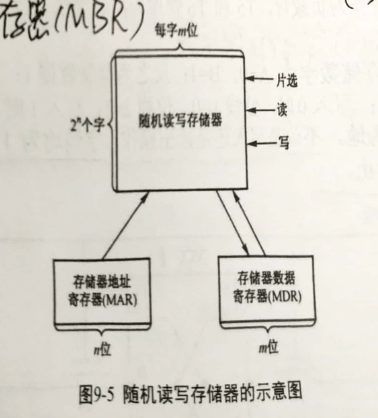 存器(MBR)
每字m位
2ⁿ个字
随机读写存储器
片选
读
写
存储器地址
寄存器(MAR)
存储器数据
寄存器(MDR)
n位
m位
图9-5 随机读写存储器的示意图